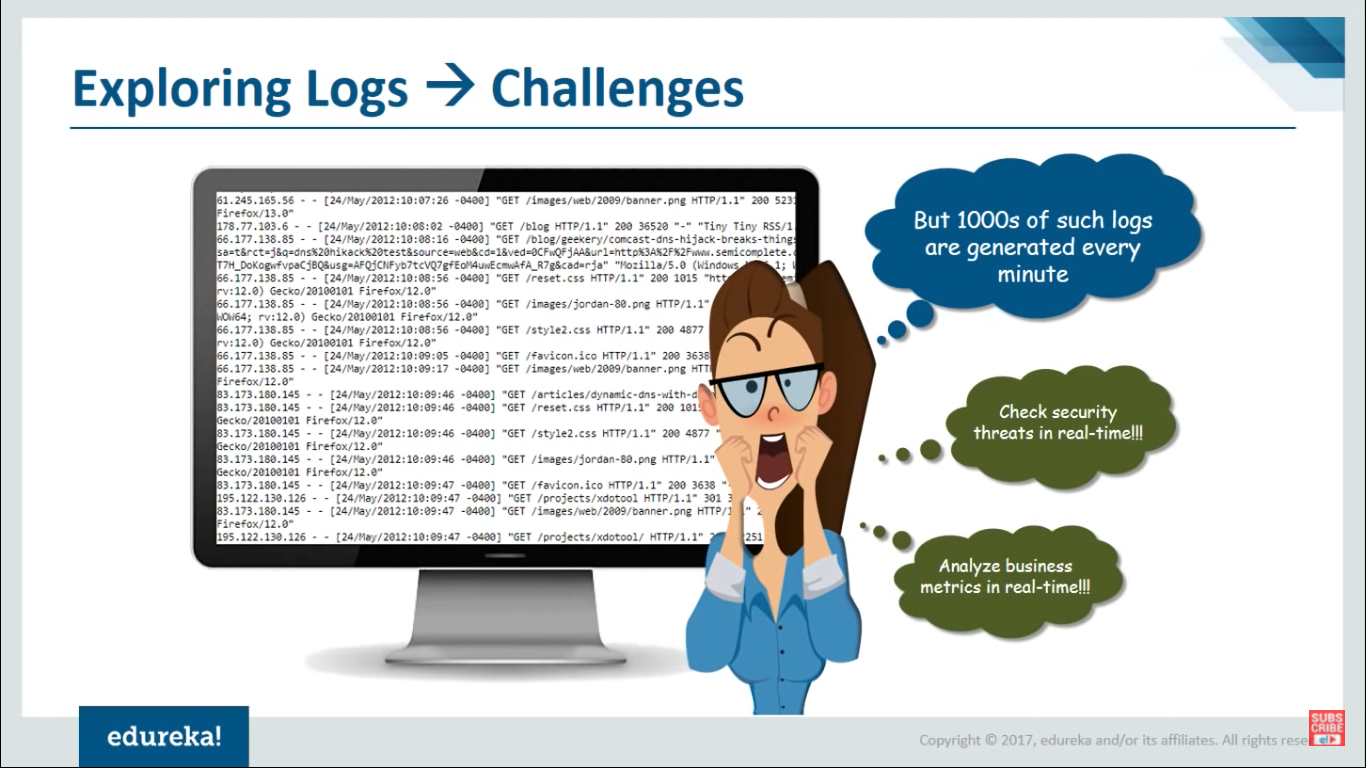 Exploring Logs → Challenges
61.245.165.56 - - [24/May/2012:10:07:26 -0400] "GET /images/web/2009/banner.png HTTP/1.1" 200 5231
Firefox/13.0"
178.77.103.6 - - [24/May/2012:10:08:02 -0400] "GET /blog HTTP/1.1" 200 36520 "-" "Tiny Tiny RSS/1.
66.177.138.85 - - [24/May/2012:10:08:16 -0400] "GET /blog/geekery/comcast-dns-hijack-breaks-things
sa=t&rct=j&q=dns%20hikack%20test&source=web&cd=1&ved=0CFwQFjAA&url=http%3A%2F%2Fwww.semicomplete.c
T7H_DoKogwfvpaCjBQ&usg=AFQjCNFyb7tcVQ7gfEoM4uwEcmwAfA_R7g&cad=rja" "Mozilla/5.0 (Windows
66.177.138.85 - - [24/May/2012:10:08:56 -0400] "GET /reset.css HTTP/1.1" 200 1015
rv:12.0) Gecko/20100101 Firefox/12.0"
66.177.138.85 - - [24/May/2012:10:08:56 -0400] "GET /images/jordan-80.png HTTP/1.1"
WOW64; rv:12.0) Gecko/20100101 Firefox/12.0"
66.177.138.85 - - [24/May/2012:10:08:56 -0400] "GET /style2.css HTTP/1.1" 200 4877
rv:12.0) Gecko/20100101 Firefox/12.0"
66.177.138.85 - - [24/May/2012:10:09:05 -0400] "GET /favicon.ico HTTP/1.1" 200 3638
66.177.138.85 - - [24/May/2012:10:09:17 -0400] "GET /images/web/2009/banner.png HTTP/1.1"
Firefox/12.0"
83.173.180.145 - - [24/May/2012:10:09:46 -0400] "GET /articles/dynamic-dns-with-d
83.173.180.145 - - [24/May/2012:10:09:46 -0400] "GET /reset.css HTTP/1.1" 200 1015
Gecko/20100101 Firefox/12.0"
83.173.180.145 - - [24/May/2012:10:09:46 -0400] "GET /style2.css HTTP/1.1" 200 4877 "
Gecko/20100101 Firefox/12.0"
83.173.180.145 - - [24/May/2012:10:09:46 -0400] "GET /images/jordan-80.png HTTP/1.1"
Gecko/20100101 Firefox/12.0"
83.173.180.145 - - [24/May/2012:10:09:47 -0400] "GET /favicon.ico HTTP/1.1" 200 3638 "
195.122.130.126 - - [24/May/2012:10:09:47 -0400] "GET /projects/xdotool HTTP/1.1" 301
83.173.180.145 - - [24/May/2012:10:09:47 -0400] "GET /images/web/2009/banner.png HTTP/1.1"
Firefox/12.0"
195.122.130.126 - - [24/May/2012:10:09:47 -0400] "GET /projects/xdotool/ HTTP/1.1"
But 1000s of such logs
are generated every
minute
Check security
threats in real-time!!!
Analyze business
metrics in real-time!!!
edureka!
Copyright © 2017, edureka and/or its affiliates. All rights rese
SUBS
CRIBE